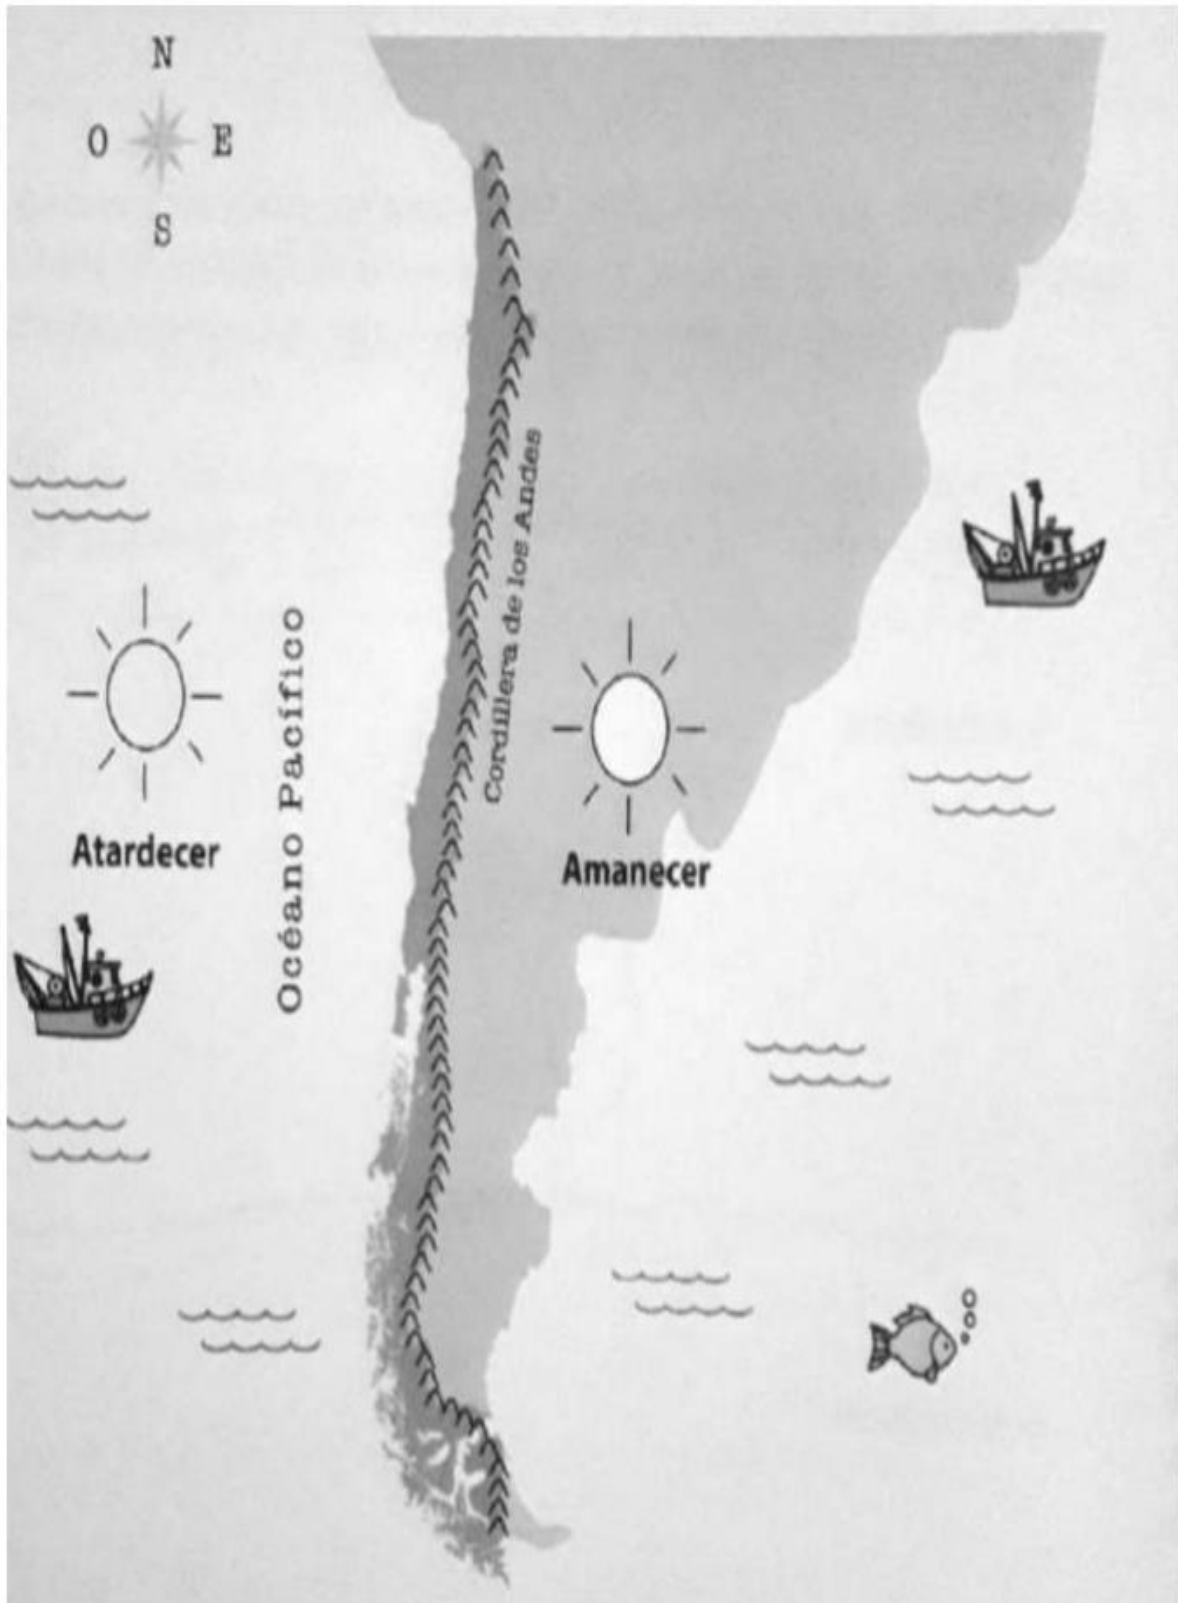 N
O E
S
Cordillera de los Andes
Océano Pacífico
Atardecer
Amanecer